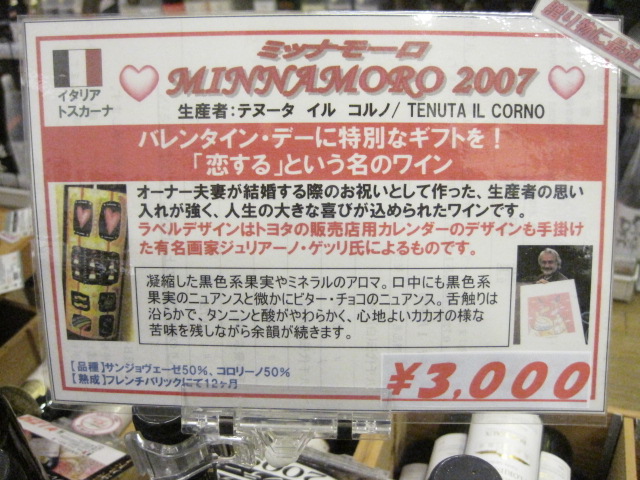 ミッナモーロ
MINNAMORO 2007
イタリア
トスカーナ
生産者:テヌータ イル コルノ/ TENUTA IL CORNO
バレンタイン・デーに特別なギフトを!
「恋する」という名のワイン
オーナー夫妻が結婚する際のお祝いとして作った、生産者の思い
入れが強く、人生の大きな喜びが込められたワインです。
ラベルデザインはトヨタの販売店用カレンダーのデザインも手掛け
た有名画家ジュリアーノ・ゲッリ氏によるものです。
凝縮した黒色系果実やミネラルのアロマ。口中にも黒色系
果実のニュアンスと微かにビター・チョコのニュアンス。舌触りは
滑らかで、タンニンと酸がやわらかく、心地よいカカオの様な
苦味を残しながら余韻が続きます。
【品種】サンジョヴェーゼ50%、コロリーノ50%
【熟成】フレンチバリックにて12ヶ月
¥3,000